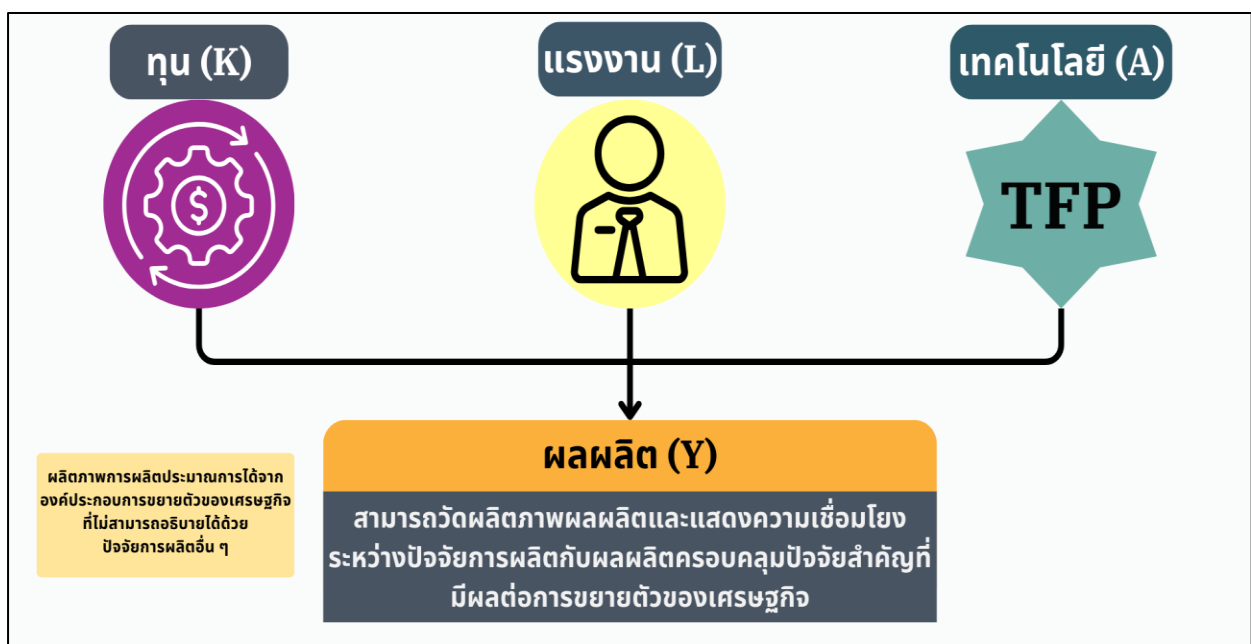 ทุน (K)
แรงงาน (L)
เทคโนโลยี (A)
$
TFP
ผลผลิต (Y)
สามารถวัดผลิตภาพผลผลิตและแสดงความเชื่อมโยง
ระหว่างปัจจัยการผลิตกับผลผลิตครอบคลุมปัจจัยสำคัญที่
มีผลต่อการขยายตัวของเศรษฐกิจ
ผลิตภาพการผลิตประมาณการได้จาก
องค์ประกอบการขยายตัวของเศรษฐกิจ
ที่ไม่สามารถอธิบายได้ด้วย
ปัจจัยการผลิตอื่น ๆ